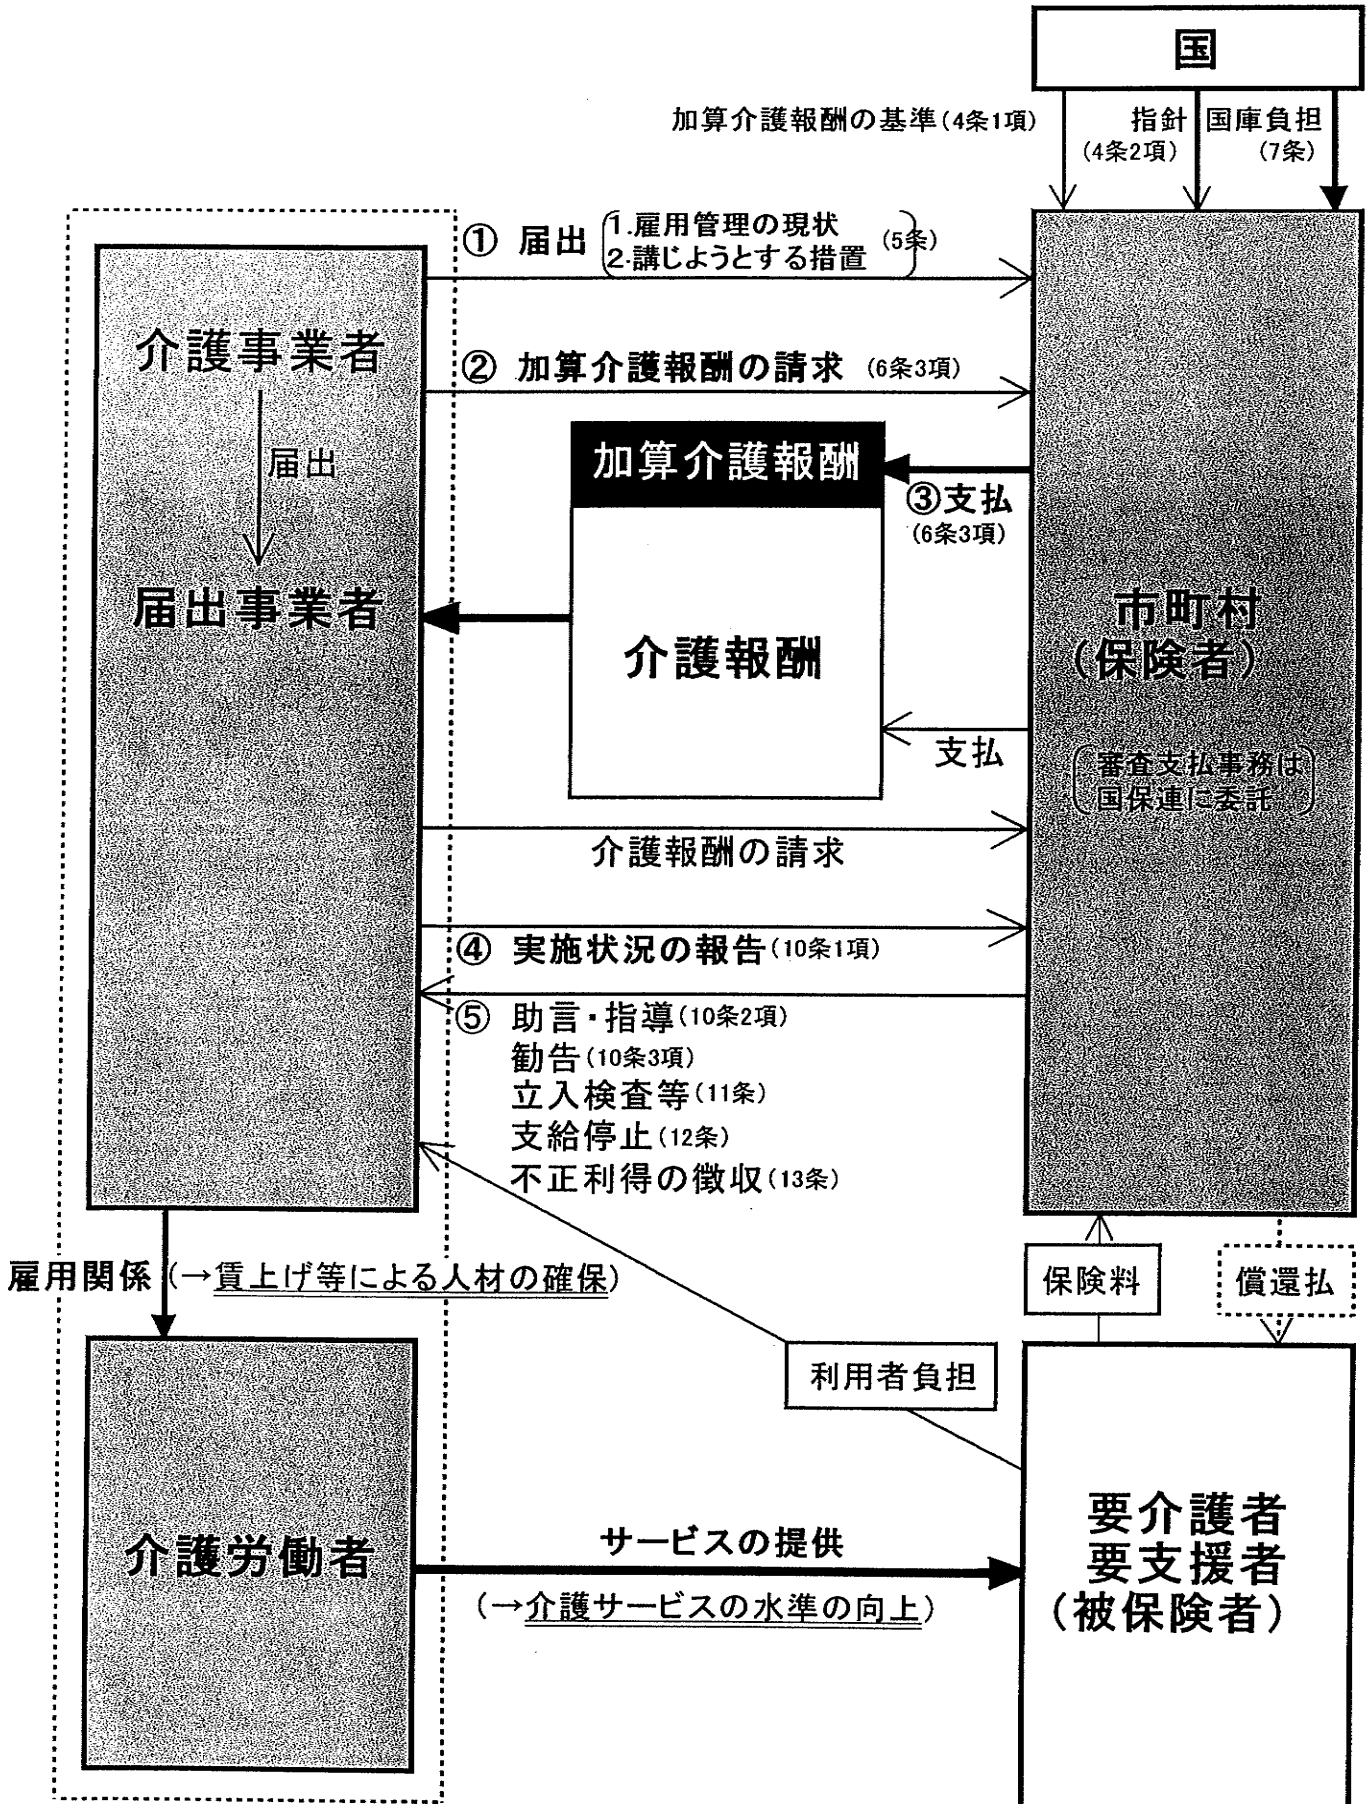 国
加算介護報酬の基準(4条1項)
指針
(4条2項)
国庫負担
(7条)
① 届出
1.雇用管理の現状
2.講じようとする措置
(5条)
介護事業者
② 加算介護報酬の請求 (6条3項)
届出
加算介護報酬
③支払
(6条3項)
届出事業者
介護報酬
市町村
(保険者)
支払
審査支払事務は
国保連に委託
介護報酬の請求
④ 実施状況の報告(10条1項)
⑤ 助言・指導(10条2項)
勧告(10条3項)
立入検査等(11条)
支給停止(12条)
不正利得の徴収(13条)
雇用関係 (→賃上げ等による人材の確保)
保険料
償還払
利用者負担
介護労働者
サービスの提供
(→介護サービスの水準の向上)
要介護者
要支援者
(被保険者)